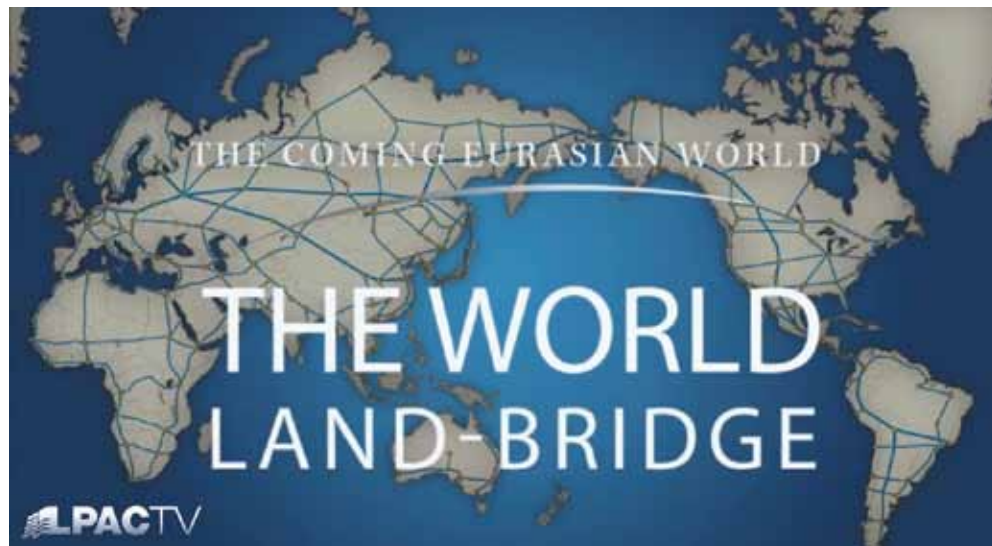 THE COMING EURASIAN WORLD
THE WORLD
LAND-BRIDGE
LPACTV